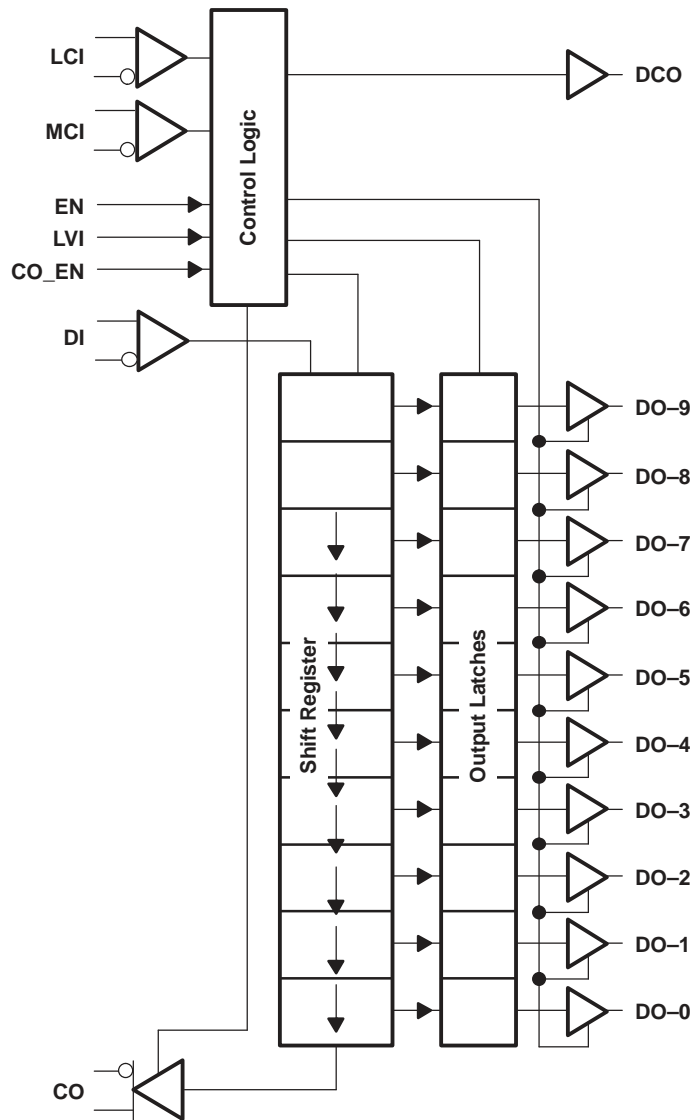 LCI
DCO
MCI
Control Logic
EN
LVI
CO_EN
DI
DO–9
DO–8
DO–7
DO–6
DO–5
DO–4
DO–3
DO–2
DO–1
DO–0
Shift Register
Output Latches
CO